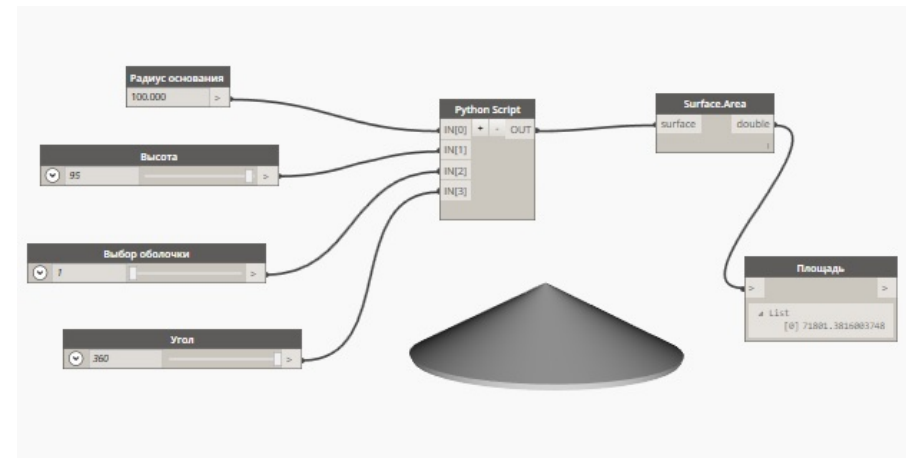 Радиус основания
100.000 >
Высота
95 >
Выбор оболочки
1 >
Угол
360 >
Python Script
IN[0] + - OUT
IN[1]
IN[2]
IN[3]
Surface.Area
surface double
Площадь
> >
List
[0] 71801.3816003748